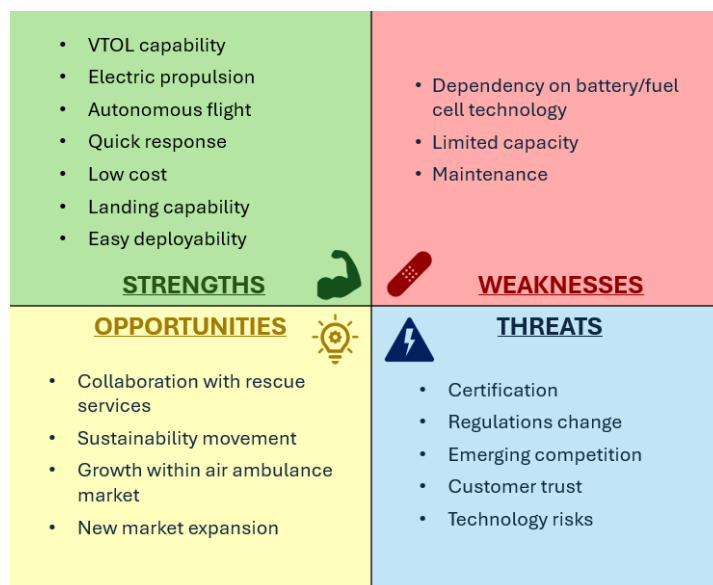 • VTOL capability
• Electric propulsion
• Autonomous flight
• Quick response
• Low cost
• Landing capability
• Easy deployability
STRENGTHS
• Dependency on battery/fuel
cell technology
• Limited capacity
• Maintenance
WEAKNESSES
OPPORTUNITIES
• Collaboration with rescue
services
• Sustainability movement
• Growth within air ambulance
market
• New market expansion
THREATS
• Certification
• Regulations change
• Emerging competition
• Customer trust
• Technology risks